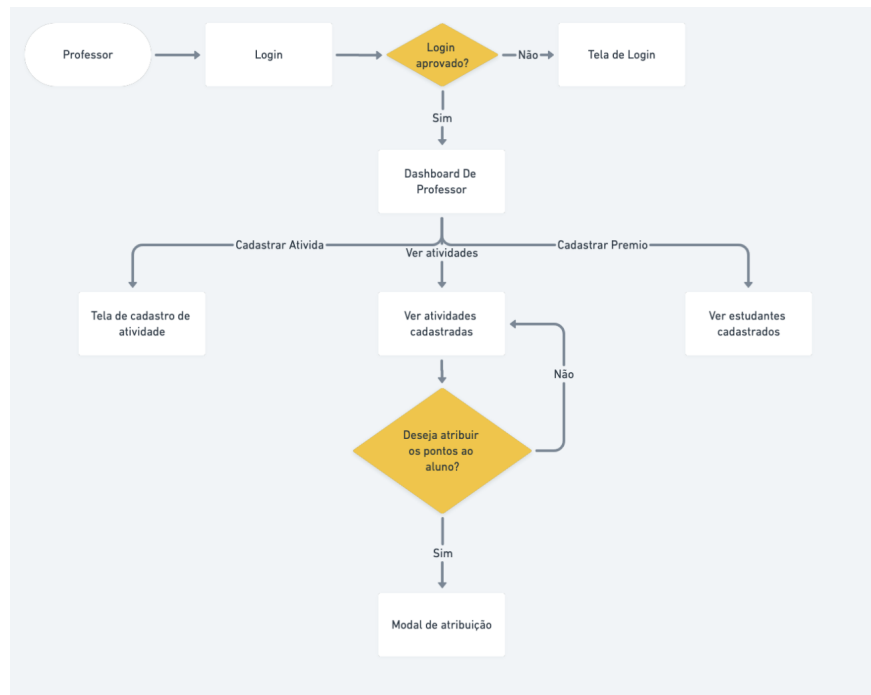 Professor
Login
Login
aprovado?
Não
Tela de Login
Sim
Dashboard De
Professor
Cadastrar Ativida
Ver atividades
Cadastrar Premio
Tela de cadastro de
atividade
Ver atividades
cadastradas
Ver estudantes
cadastrados
Não
Deseja atribuir
os pontos ao
aluno?
Sim
Modal de atribuição